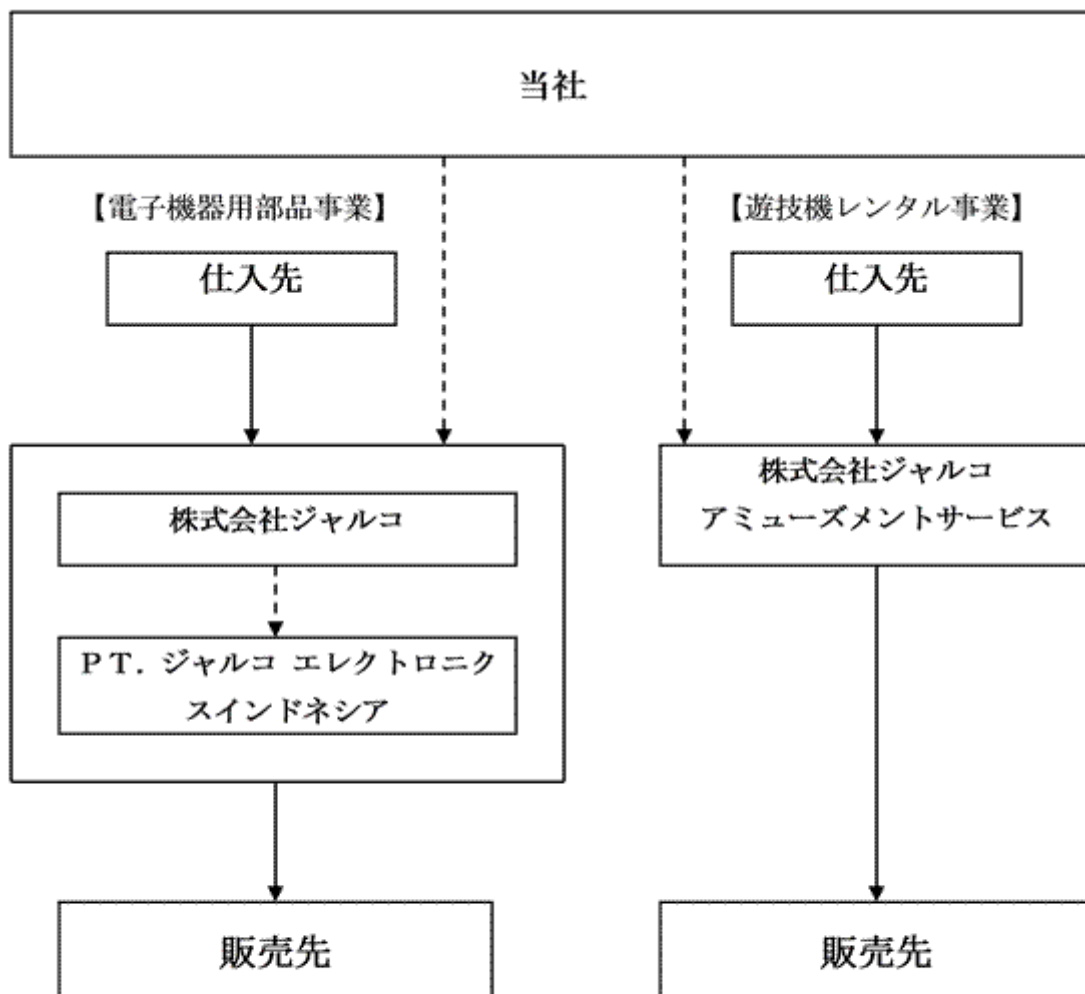 当社
【電子機器用部品事業】
【遊技機レンタル事業】
仕入先
仕入先
株式会社ジャルコ
PT. ジャルコ エレクトロニク
スインドネシア
株式会社ジャルコ
アミューズメントサービス
販売先
販売先